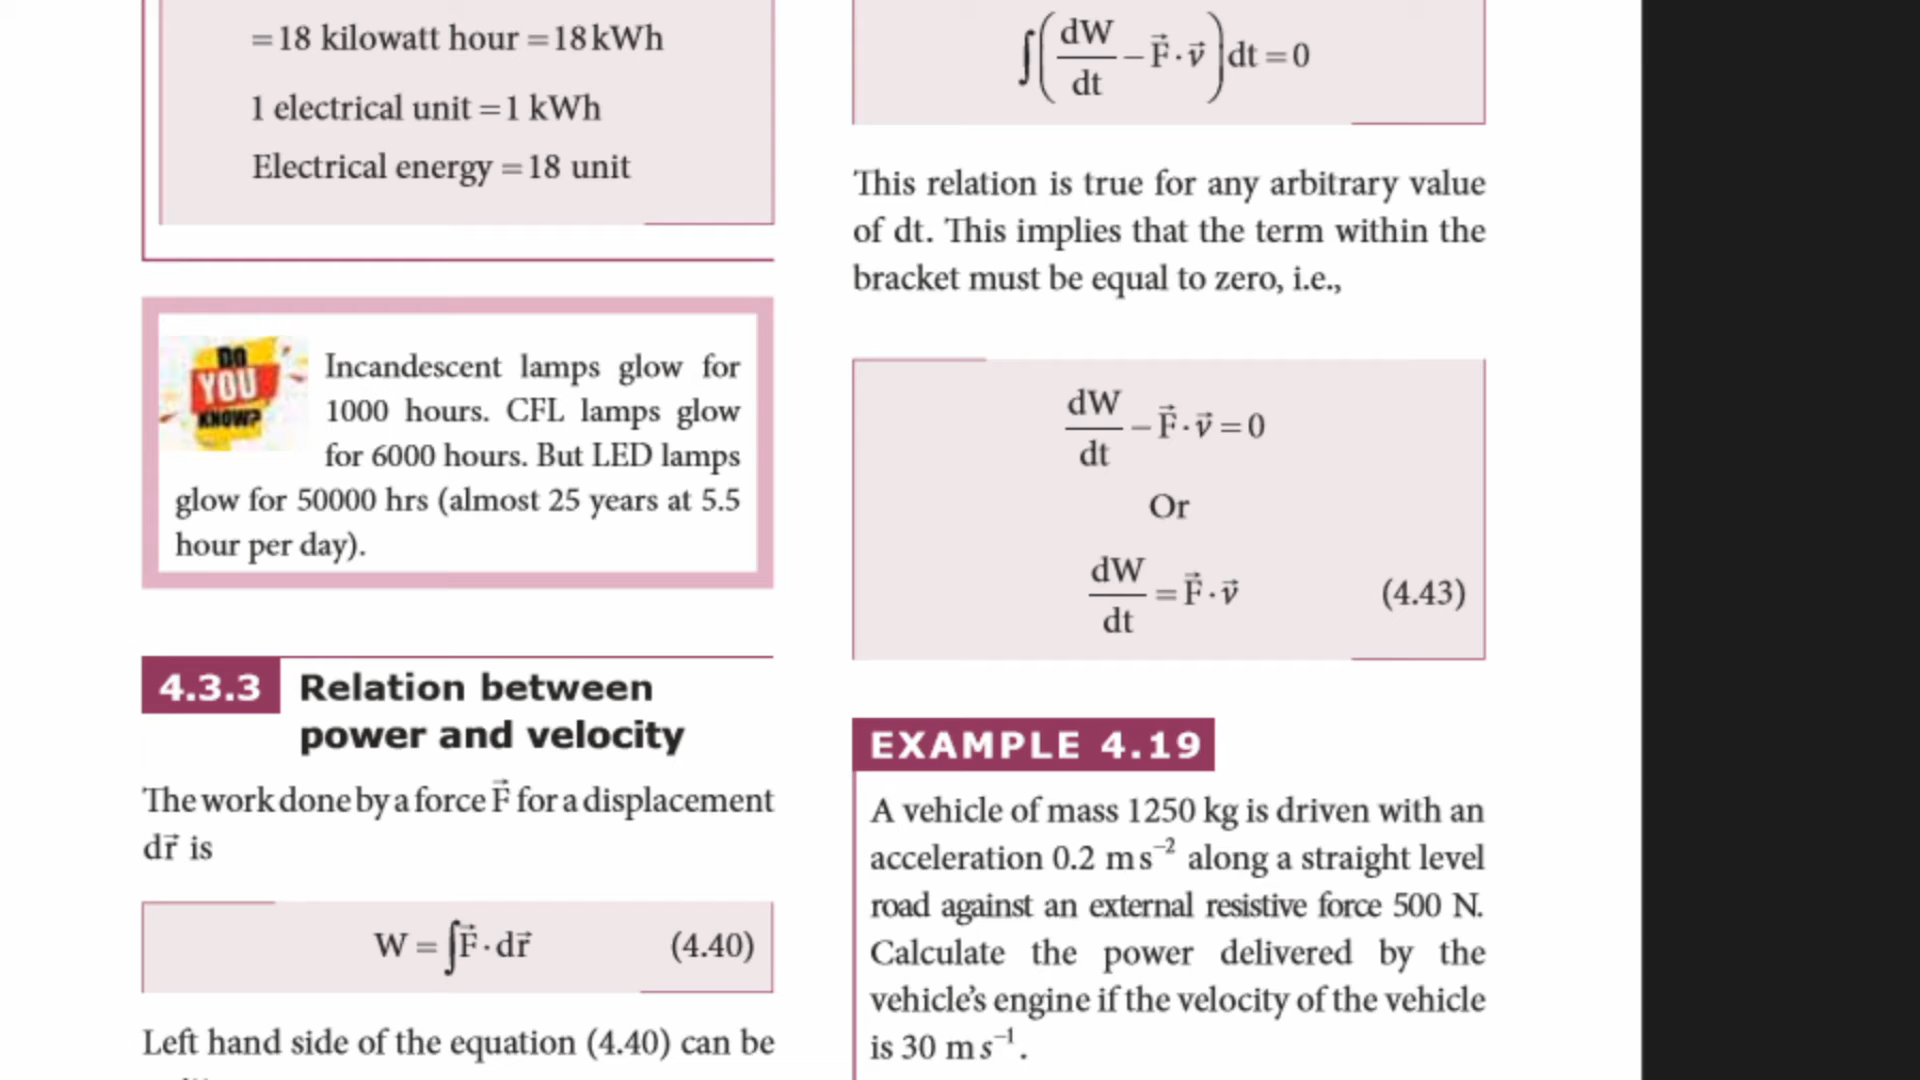 = 18 kilowatt hour = 18 kWh
1 electrical unit = 1 kWh
Electrical energy = 18 unit
DO
YOU
KNOW?
Incandescent lamps glow for
1000 hours. CFL lamps glow
for 6000 hours. But LED lamps
glow for 50000 hrs (almost 25 years at 5.5
hour per day).
4.3.3 Relation between
power and velocity
The work done by a force F⃗ for a displacement
dr⃗ is
W = ∫F⃗ · dr⃗ (4.40)
Left hand side of the equation (4.40) can be
∫(dW/dt − F⃗ · v⃗)dt = 0
This relation is true for any arbitrary value
of dt. This implies that the term within the
bracket must be equal to zero, i.e.,
dW/dt − F⃗ · v⃗ = 0
Or
dW/dt = F⃗ · v⃗ (4.43)
EXAMPLE 4.19
A vehicle of mass 1250 kg is driven with an
acceleration 0.2 ms⁻² along a straight level
road against an external resistive force 500 N.
Calculate the power delivered by the
vehicle’s engine if the velocity of the vehicle
is 30 ms⁻¹.